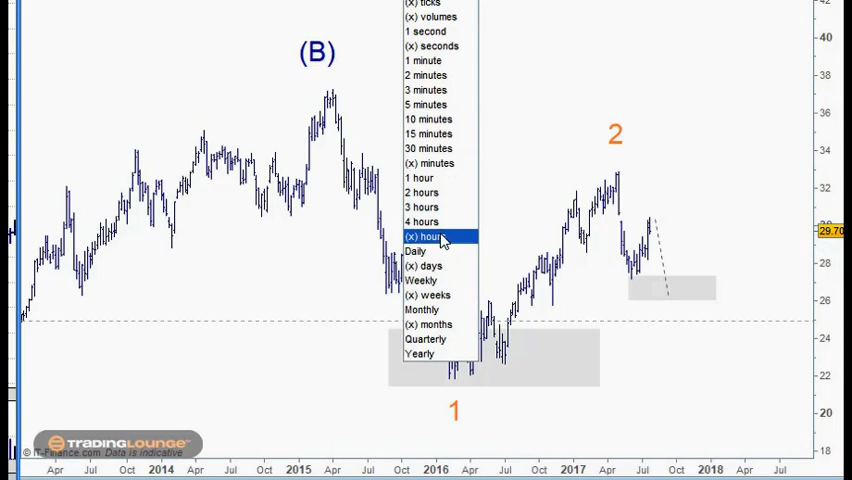 (x) ticks
(x) volumes
1 second
(x) seconds
1 minute
2 minutes
3 minutes
5 minutes
10 minutes
15 minutes
30 minutes
(x) minutes
1 hour
2 hours
3 hours
4 hours
(x) hour
Daily
(x) days
Weekly
(x) weeks
Monthly
(x) months
Quarterly
Yearly
(B)
2
1
40
38
36
34
32
30
29.70
28
26
24
22
20
18
TRADINGLOUNGE
© IT-Finance.com Data is indicative
Apr Jul Oct 2014 Apr Jul Oct 2015 Apr Jul Oct 2016 Apr Jul Oct 2017 Apr Jul Oct 2018 Apr Jul